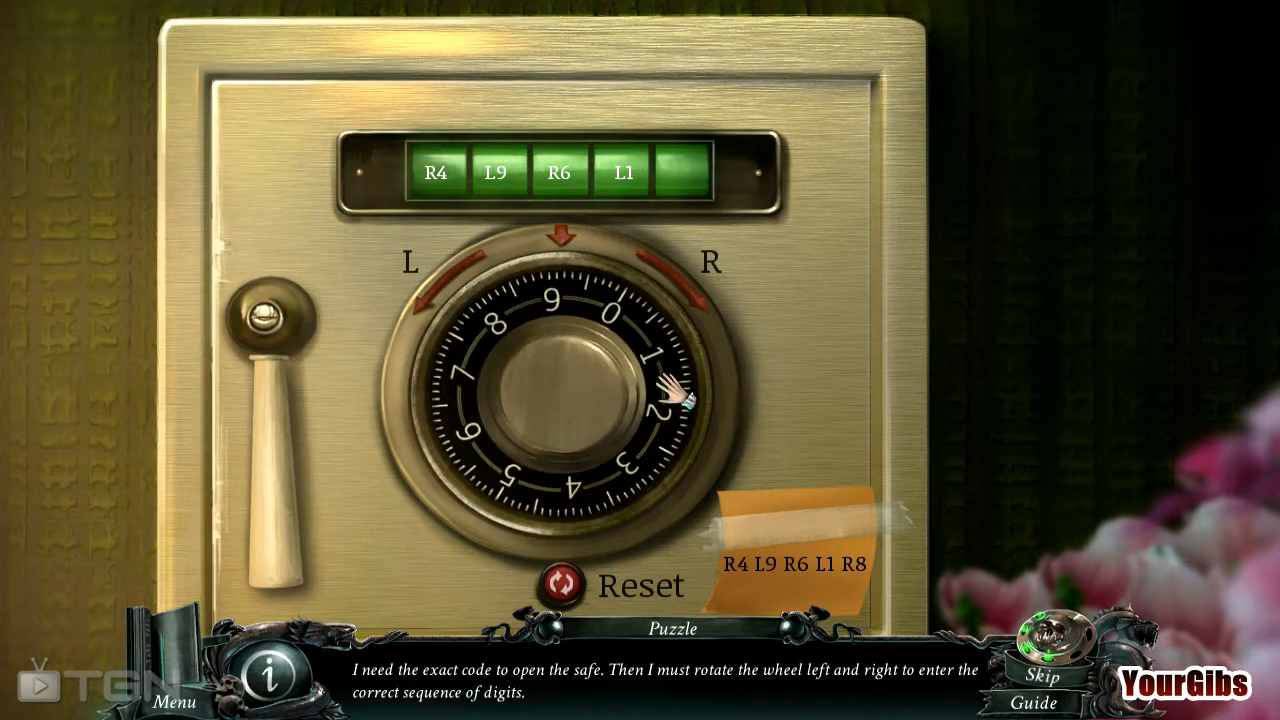 R4 L9 R6 L1
L R
9 0 1 2 3 4 5 6 7 8
R4 L9 R6 L1 R8
Reset
Puzzle
I need the exact code to open the safe. Then I must rotate the wheel left and right to enter the
correct sequence of digits.
i
Menu
Skip
Guide
TGN
YourGibs